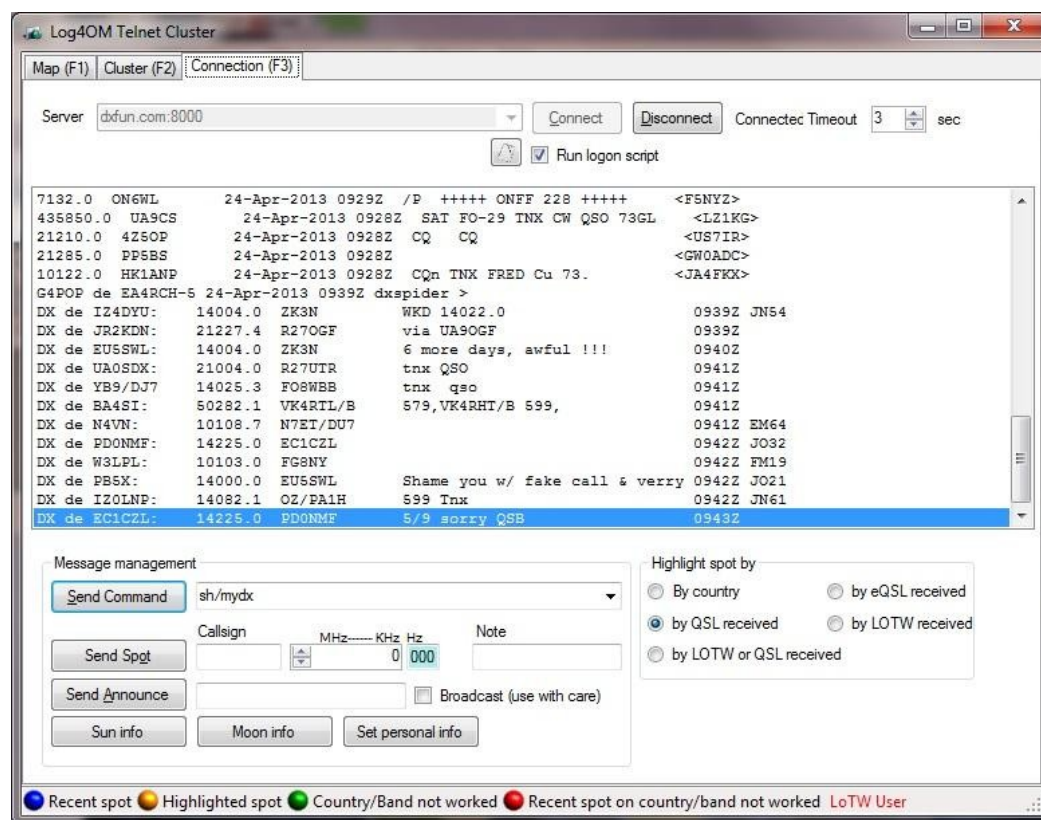 Log4OM Telnet Cluster
Map (F1) Cluster (F2) Connection (F3)
Server dxfun.com:8000 Connect Disconnect Connected Timeout 3 sec
Run logon script
7132.0 ON6WL 24-Apr-2013 0929Z /P +++++ ONFF 228 +++++ <F5NYZ>
435850.0 UA9CS 24-Apr-2013 0928Z SAT FO-29 TNX CW QSO 73GL <LZ1KG>
21210.0 4Z5OP 24-Apr-2013 0928Z CQ CQ <US7IR>
21285.0 PP5BS 24-Apr-2013 0928Z <GW0ADC>
10122.0 HK1ANP 24-Apr-2013 0928Z CQn TNX FRED Cu 73. <JA4FKX>
G4POP de EA4RCH-5 24-Apr-2013 0939Z dxspider >
DX de IZ4DYU: 14004.0 ZK3N WKD 14022.0 0939Z JN54
DX de JR2KDN: 21227.4 R27OGF via UA9OGF 0939Z
DX de EU5SWL: 14004.0 ZK3N 6 more days, awful !!! 0940Z
DX de UA0SDX: 21004.0 R27UTR tnx QSO 0941Z
DX de YB9/DJ7 14025.3 FO8WBB tnx qso 0941Z
DX de BA4SI: 50282.1 VK4RTL/B 579,VK4RHT/B 599, 0941Z
DX de N4VN: 10108.7 N7ET/DU7 0941Z EM64
DX de PD0NMF: 14225.0 EC1CZL 0942Z JO32
DX de W3LPL: 10103.0 FG8NY 0942Z FM19
DX de PB5X: 14000.0 EU5SWL Shame you w/ fake call & verry 0942Z JO21
DX de IZ0LNP: 14082.1 OZ/PA1H 599 Tnx 0942Z JN61
DX de EC1CZL: 14225.0 PD0NMF 5/9 sorry QSB 0943Z
Message management Highlight spot by
Send Command sh/mydx By country by eQSL received
Callsign MHz------ KHz Hz Note by QSL received by LOTW received
Send Spot 0 000 by LOTW or QSL received
Send Announce Broadcast (use with care)
Sun info Moon info Set personal info
Recent spot Highlighted spot Country/Band not worked Recent spot on country/band not worked LoTW User